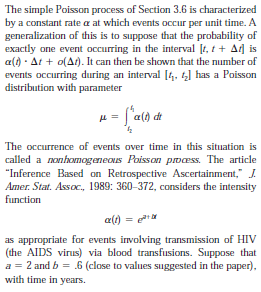 The simple Poisson process of Section 3.6 is characterized
by a constant rate α at which events occur per unit time. A
generalization of this is to suppose that the probability of
exactly one event occurring in the interval [t, t + Δt] is
α(t) · Δt + o(Δt). It can then be shown that the number of
events occurring during an interval [t₁, t₂] has a Poisson
distribution with parameter
μ = ∫_{t₂}^{t₁} α(t) dt
The occurrence of events over time in this situation is
called a nonhomogeneous Poisson process. The article
“Inference Based on Retrospective Ascertainment,” J.
Amer. Stat. Assoc., 1989: 360–372, considers the intensity
function
α(t) = e^{a+bt}
as appropriate for events involving transmission of HIV
(the AIDS virus) via blood transfusions. Suppose that
a = 2 and b = .6 (close to values suggested in the paper),
with time in years.